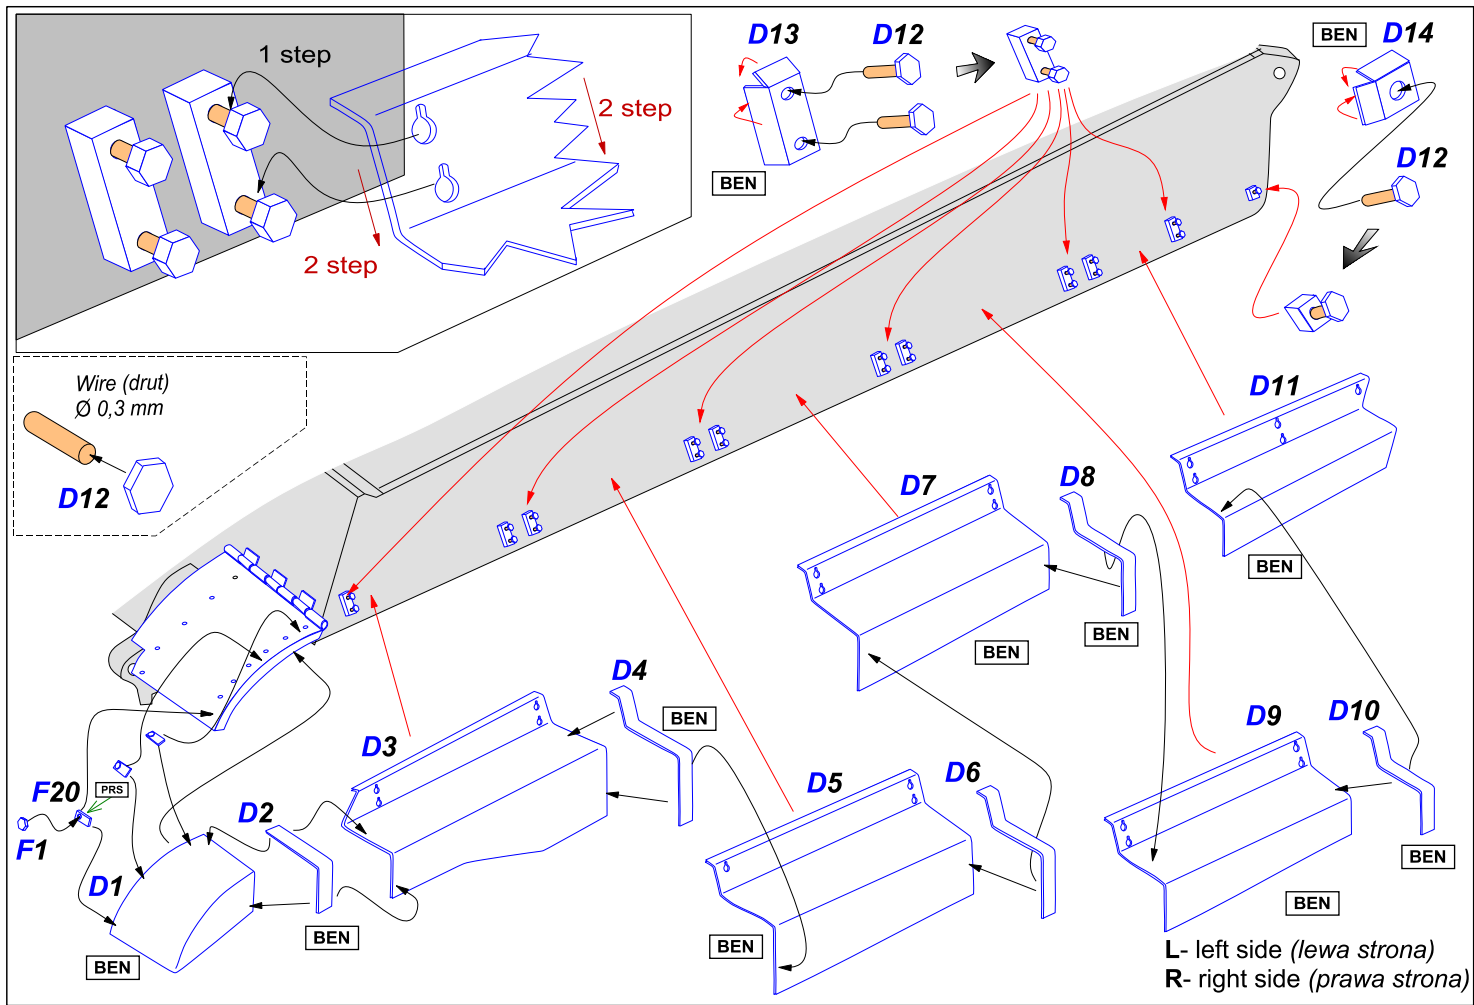 1 step
2 step
2 step
D13
D12
BEN
BEN
D14
D12
Wire (drut)
Ø 0,3 mm
D12
D11
BEN
D7
D8
BEN
BEN
D4
BEN
D3
D9
D10
BEN
BEN
D5
D6
BEN
F20
PRS
F1
D2
D1
BEN
BEN
L- left side (lewa strona)
R- right side (prawa strona)